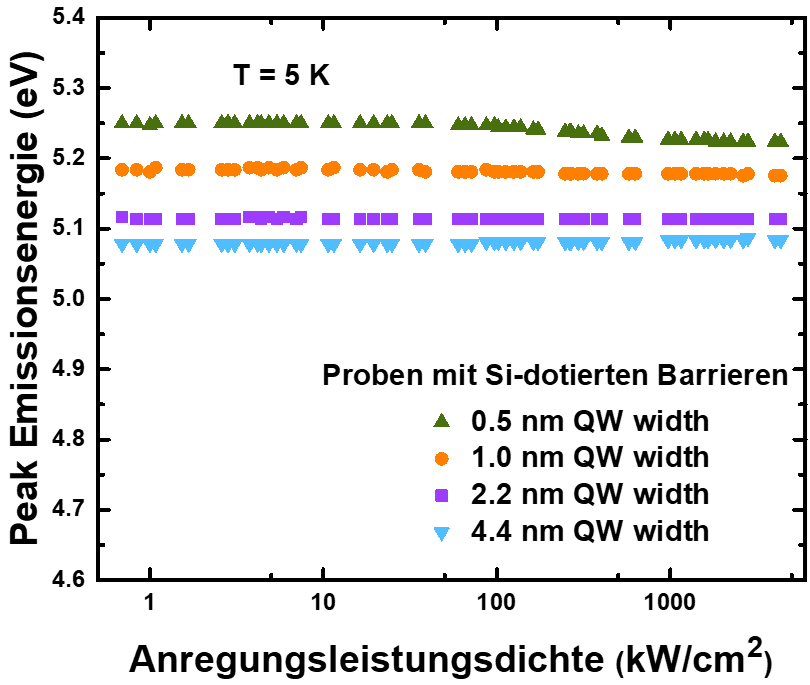 5.4
5.3
5.2
5.1
5.0
4.9
4.8
4.7
4.6
Peak Emissionsenergie (eV)
T = 5 K
Proben mit Si-dotierten Barrieren
0.5 nm QW width
1.0 nm QW width
2.2 nm QW width
4.4 nm QW width
1 10 100 1000
Anregungsleistungsdichte (kW/cm²)